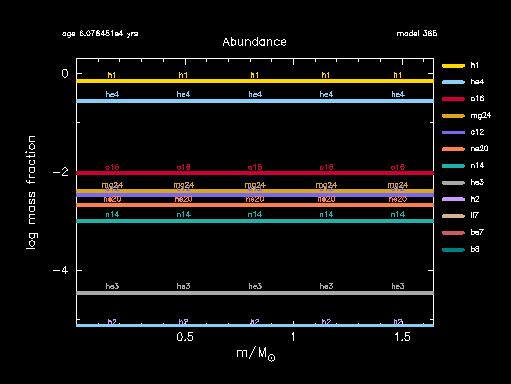 age 6.076451e4 yrs
model 366
Abundance
log mass fraction
0
−2
−4
h1 h1 h1 h1 h1
he4 he4 he4 he4 he4
o16 o16 o16 o16 o16
mg24 mg24 mg24 mg24 mg24
ne20 ne20 ne20 ne20 ne20
n14 n14 n14 n14 n14
he3 he3 he3 he3 he3
h2 h2 h2 h2 h2
0.5 1 1.5
m/M⊙
h1
he4
o16
mg24
c12
ne20
n14
he3
h2
li7
be7
b8